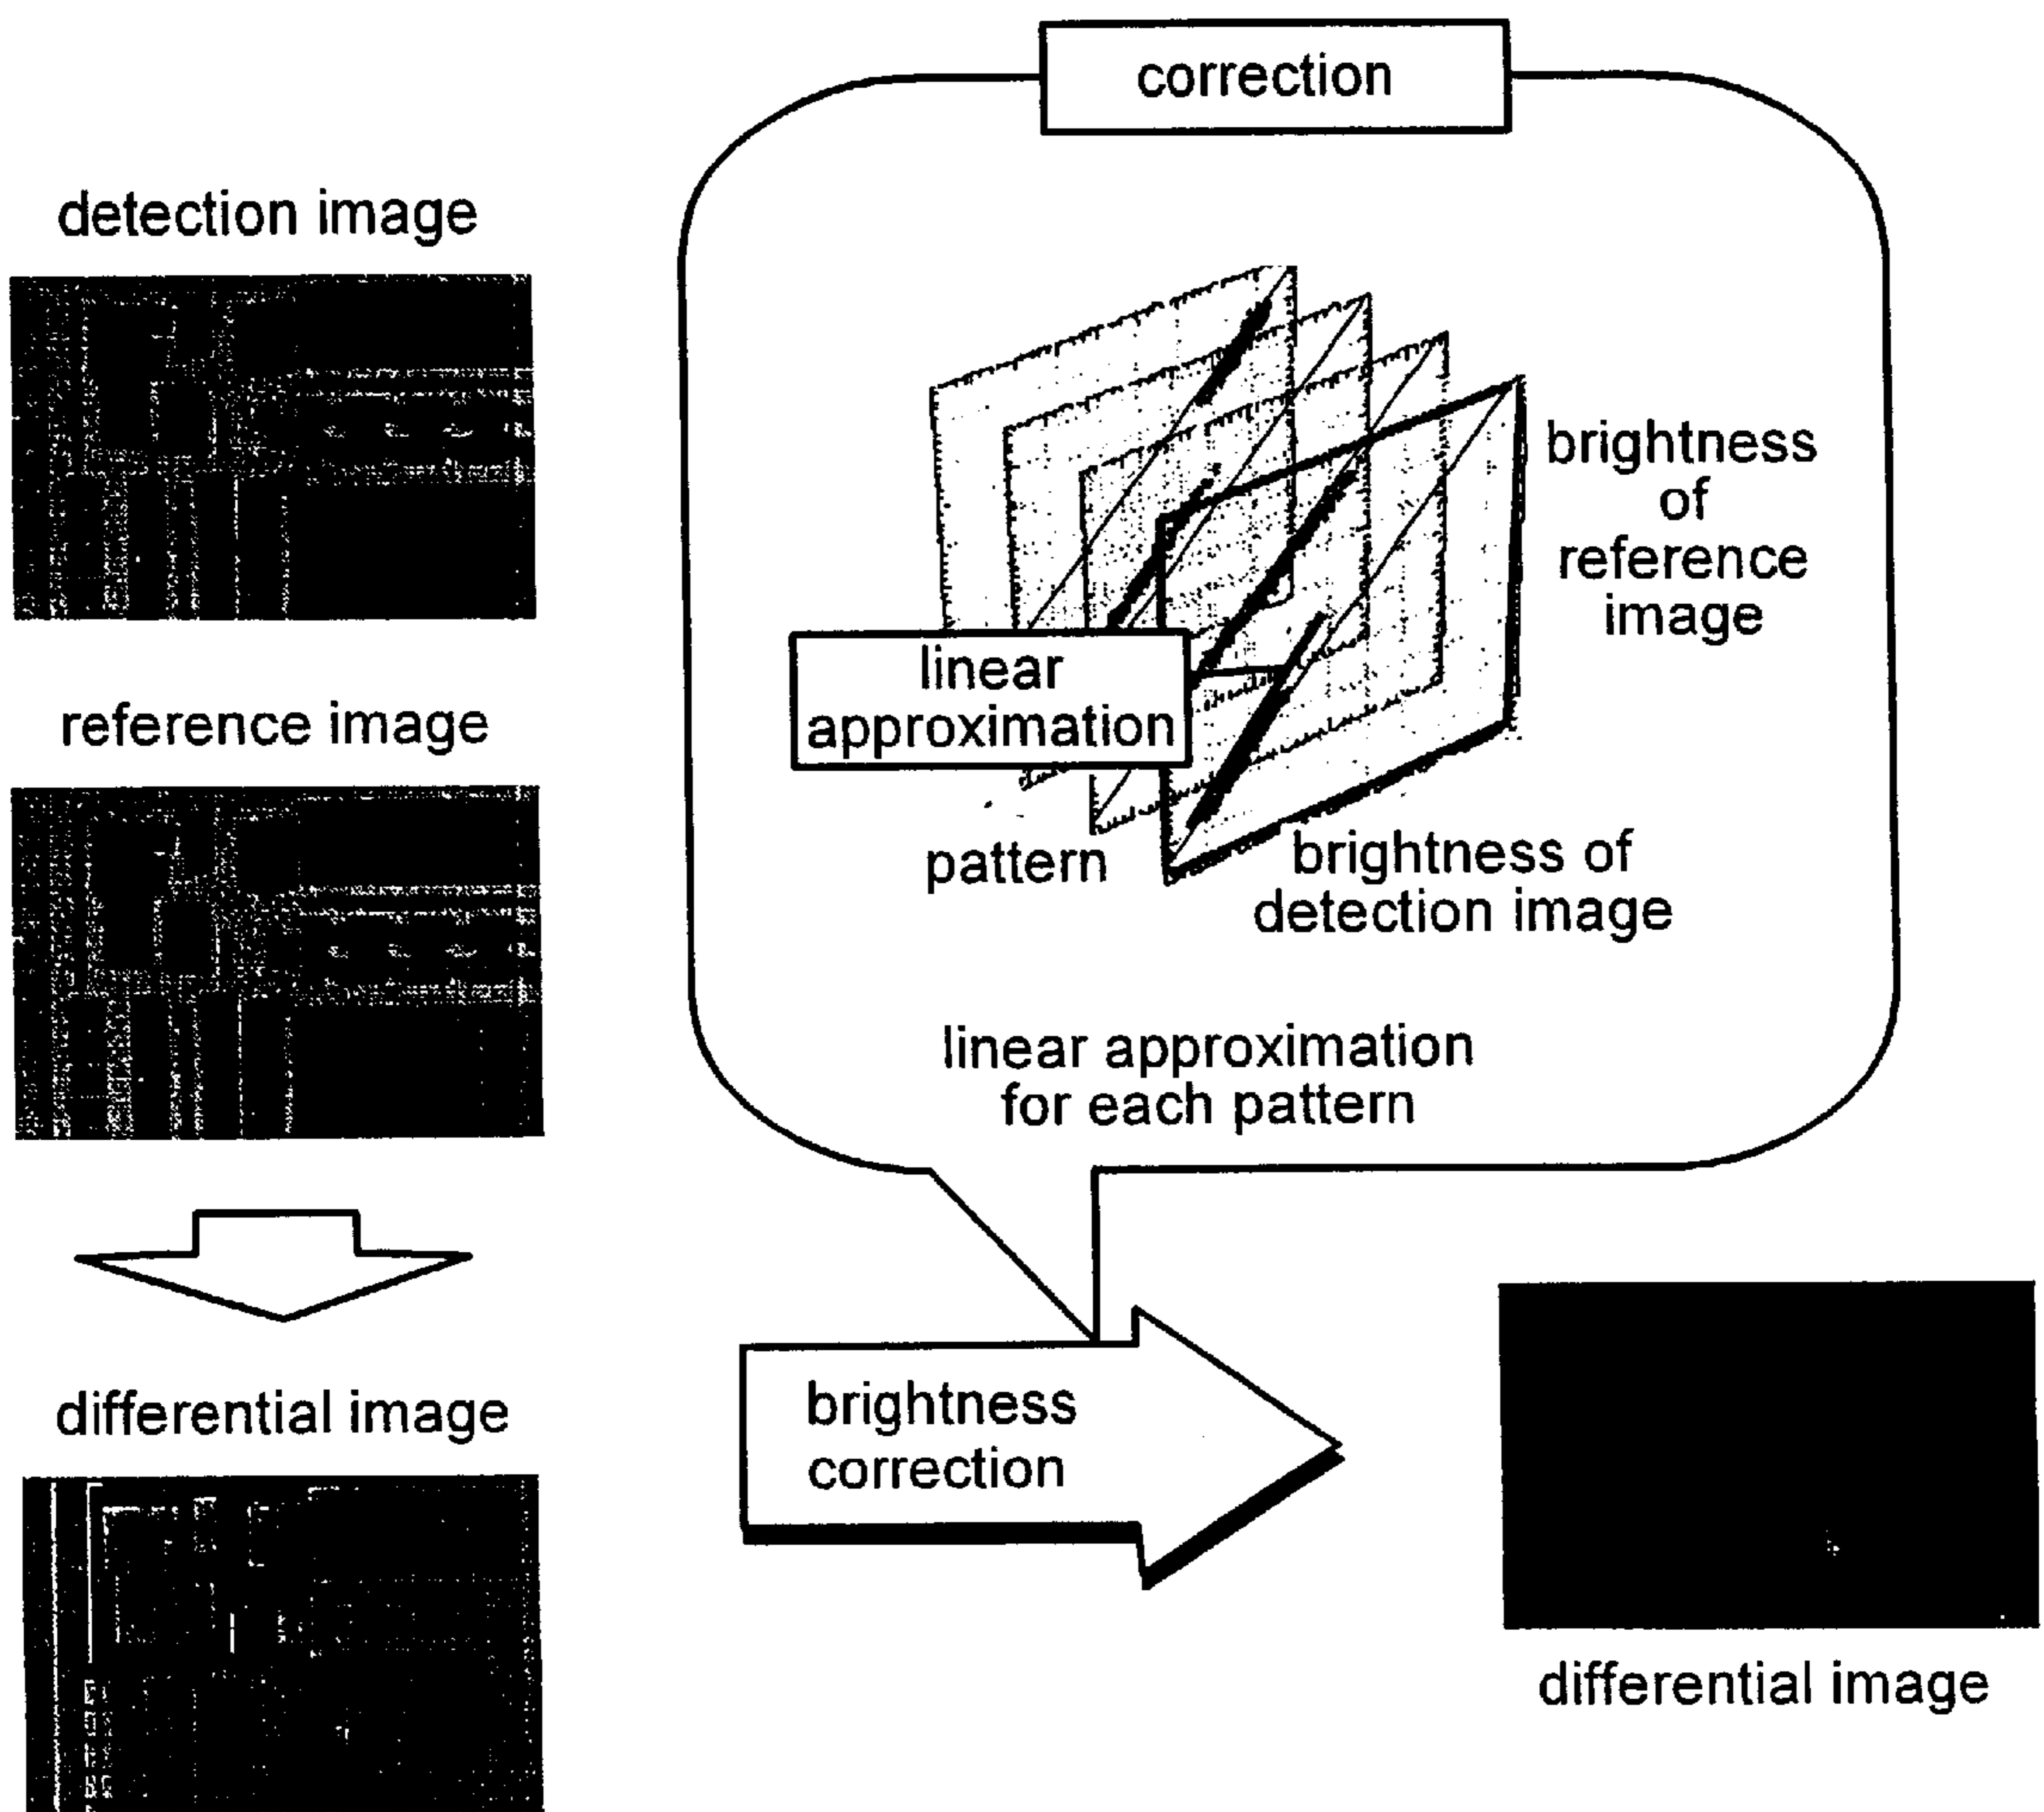 correction
detection image
reference image
differential image
brightness
of
reference
image
linear
approximation
pattern
brightness of
detection image
linear approximation
for each pattern
brightness
correction
differential image